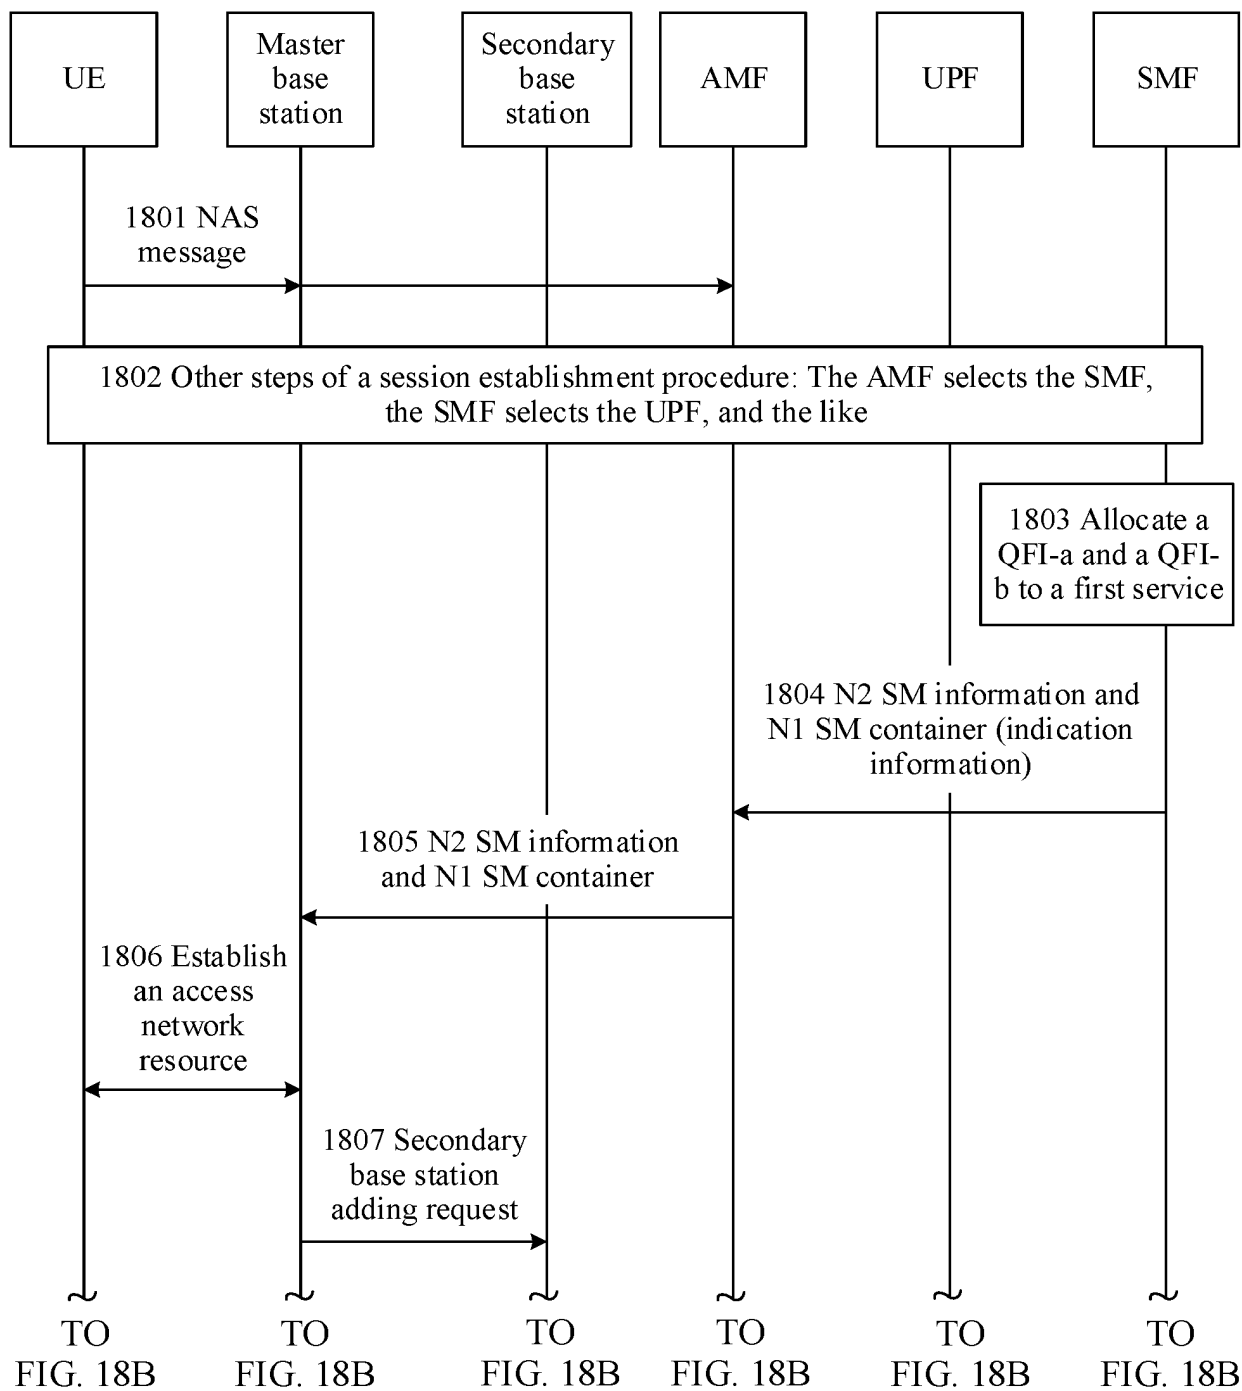 UE
Master
base
station
Secondary
base
station
AMF
UPF
SMF
1801 NAS
message
1802 Other steps of a session establishment procedure: The AMF selects the SMF,
the SMF selects the UPF, and the like
1803 Allocate a
QFI-a and a QFI-
b to a first service
1804 N2 SM information and
N1 SM container (indication
information)
1805 N2 SM information
and N1 SM container
1806 Establish
an access
network
resource
1807 Secondary
base station
adding request
TO
FIG. 18B
TO
FIG. 18B
TO
FIG. 18B
TO
FIG. 18B
TO
FIG. 18B
TO
FIG. 18B